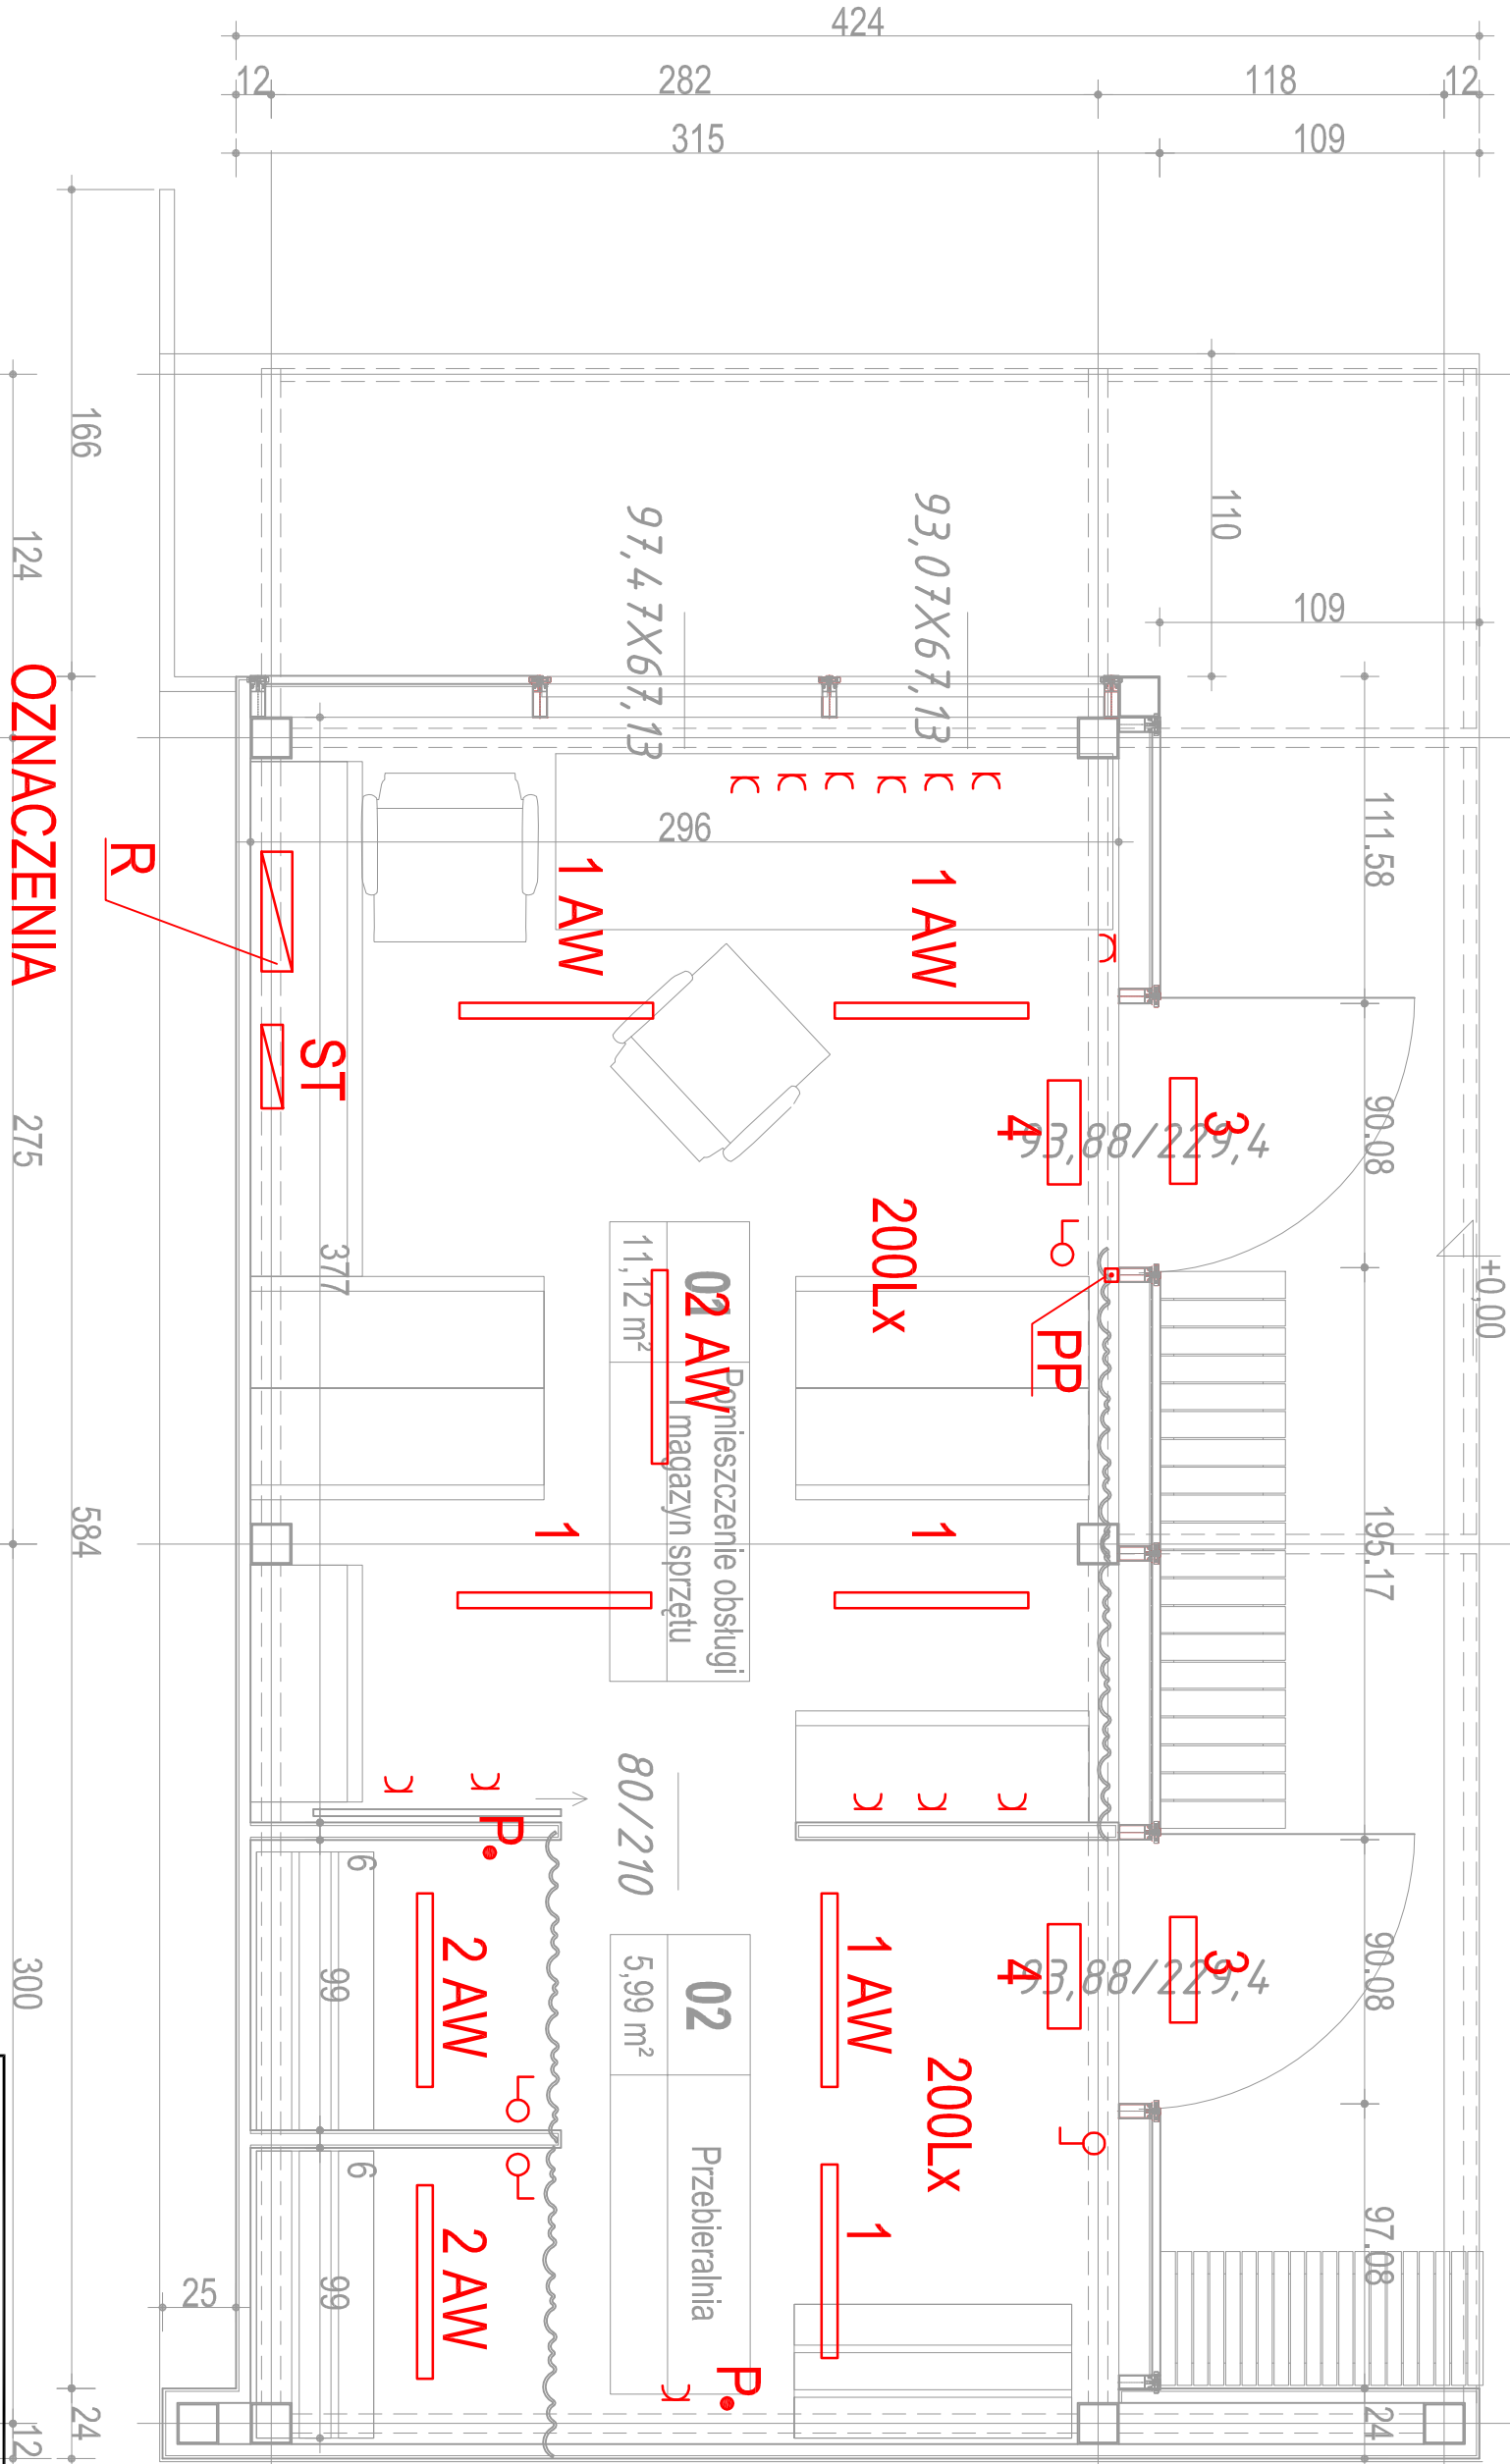 424
12
282
118
12
315
109
166
124
110
109
97,47X67,13
93,07X67,13
OZNACZENIA
R
296
111,58
1 AW
1 AW
ST
4
3
93,88/229,4
90.08
275
377
200Lx
01
11,12 m²
Pomieszczenie obsługi
i magazyn sprzętu
2 AW
PP
+0,00
584
1
1
195,17
80/210
P
6
300
99
2 AW
02
5,99 m²
Przebieralnia
1 AW
4
3
93,88/229,4
90.08
200Lx
6
99
2 AW
1
97.08
25
P
24
12
24